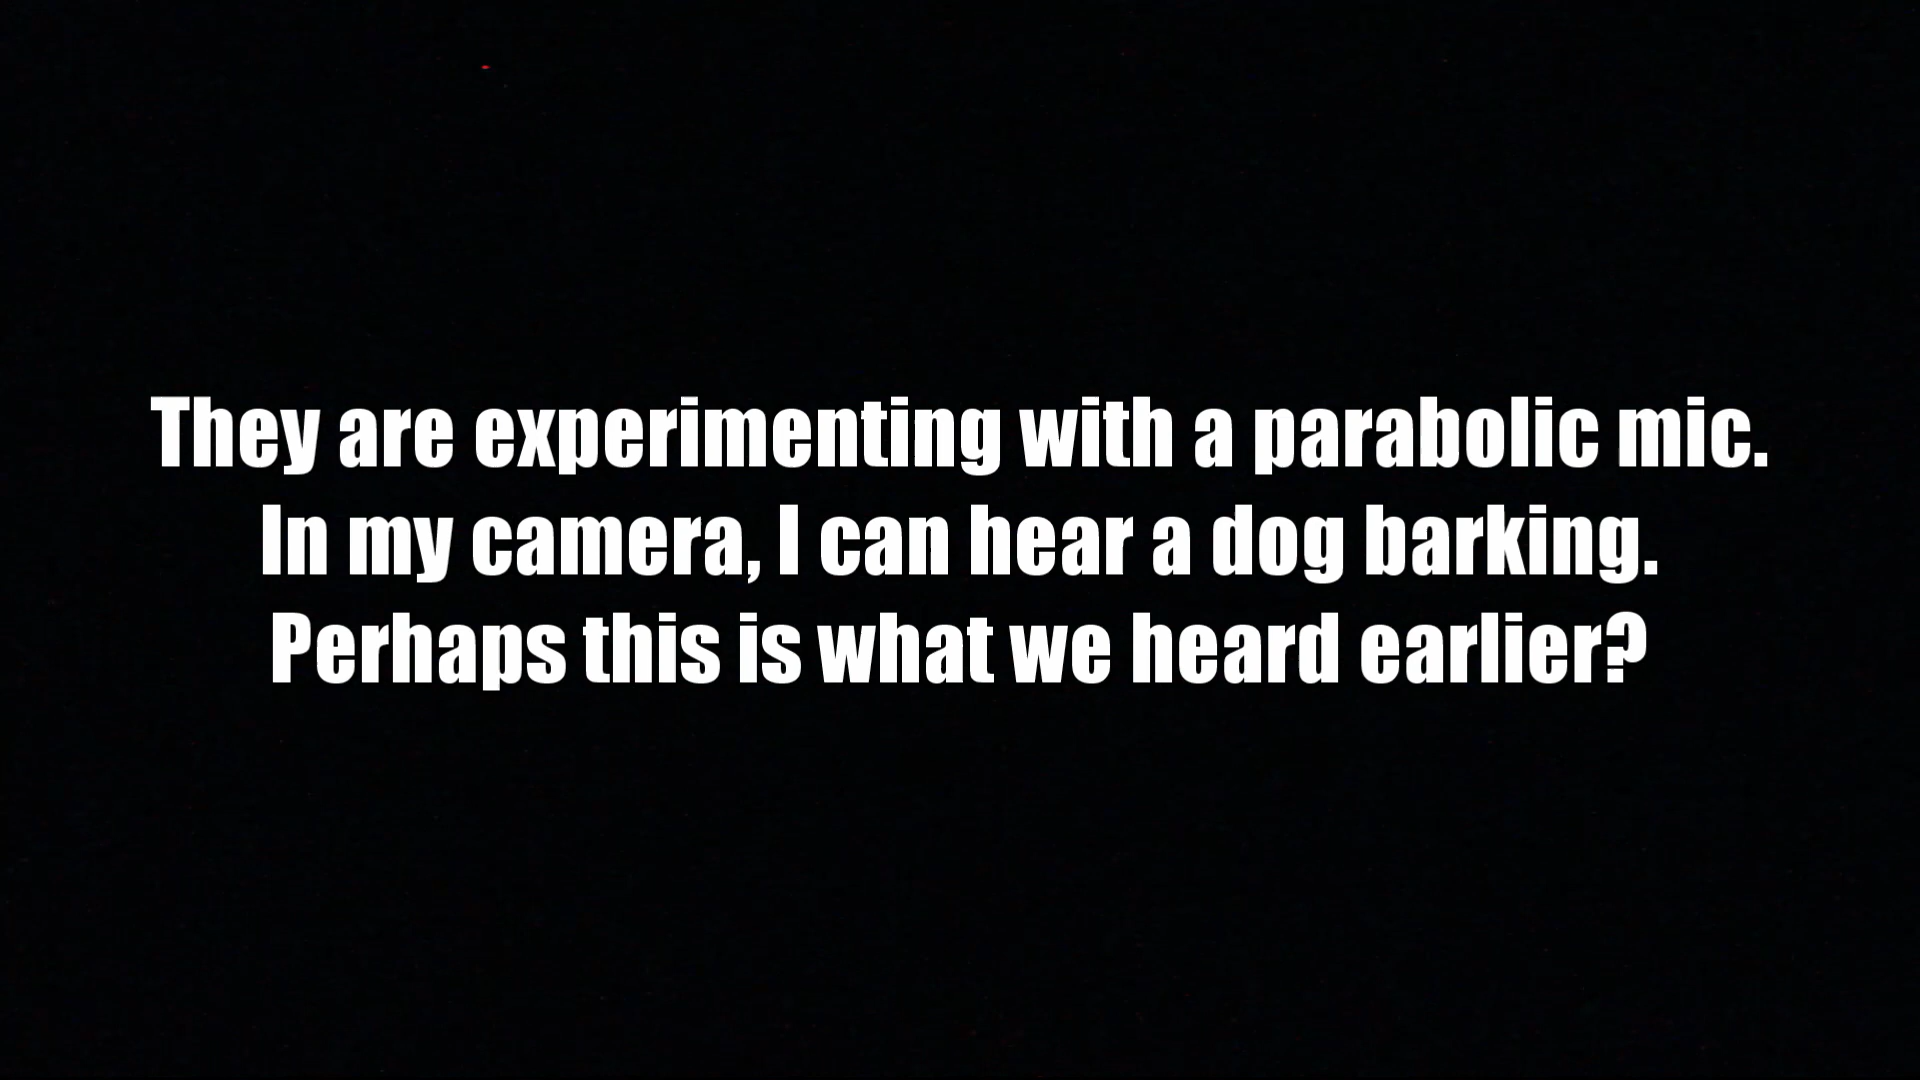 They are experimenting with a parabolic mic.
In my camera, I can hear a dog barking.
Perhaps this is what we heard earlier?